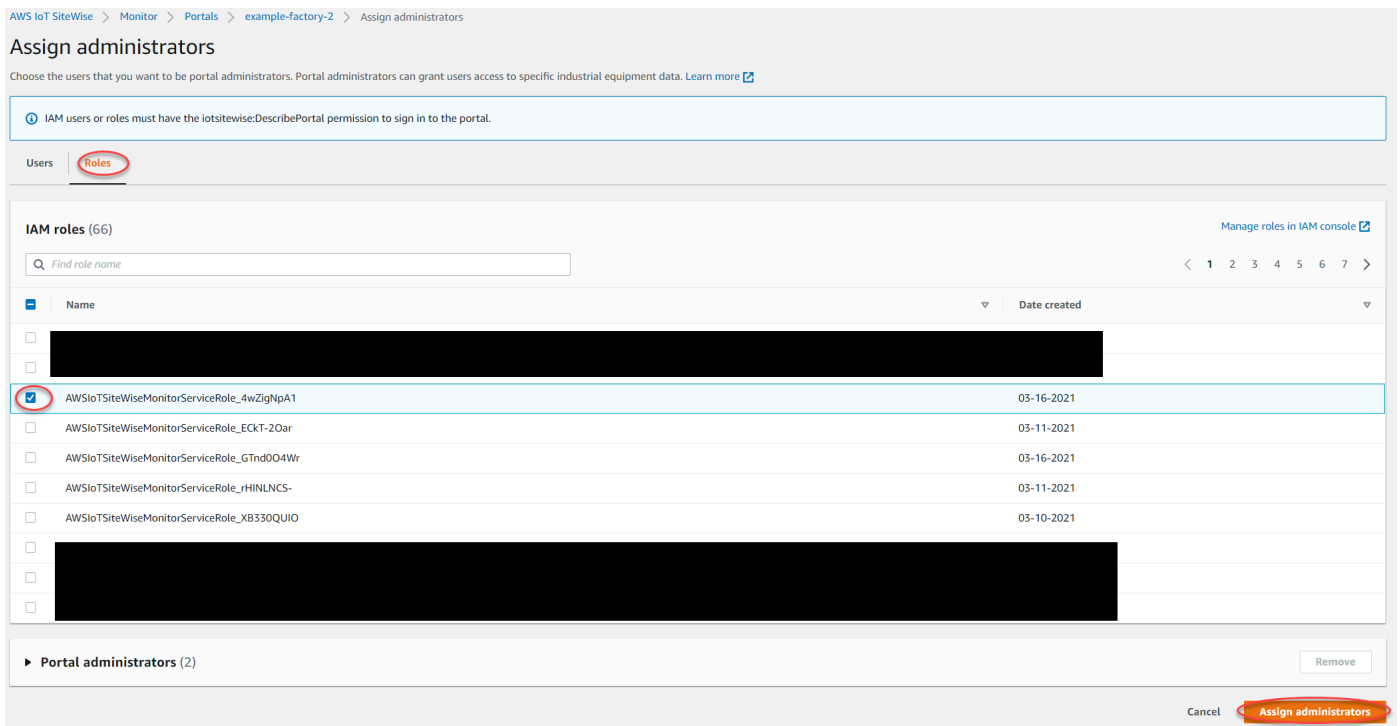 AWS IoT SiteWise > Monitor > Portals > example-factory-2 > Assign administrators
Assign administrators
Choose the users that you want to be portal administrators. Portal administrators can grant users access to specific industrial equipment data. Learn more
IAM users or roles must have the iotsitewise:DescribePortal permission to sign in to the portal.
Users Roles
IAM roles (66) Manage roles in IAM console
Find role name < 1 2 3 4 5 6 7 >
Name Date created
AWSIoTSiteWiseMonitorServiceRole_4wZigNpA1 03-16-2021
AWSIoTSiteWiseMonitorServiceRole_ECkT-2Oar 03-11-2021
AWSIoTSiteWiseMonitorServiceRole_GTnd0O4Wr 03-16-2021
AWSIoTSiteWiseMonitorServiceRole_rHINLNCS- 03-11-2021
AWSIoTSiteWiseMonitorServiceRole_XB330QUIO 03-10-2021
Portal administrators (2) Remove
Cancel Assign administrators